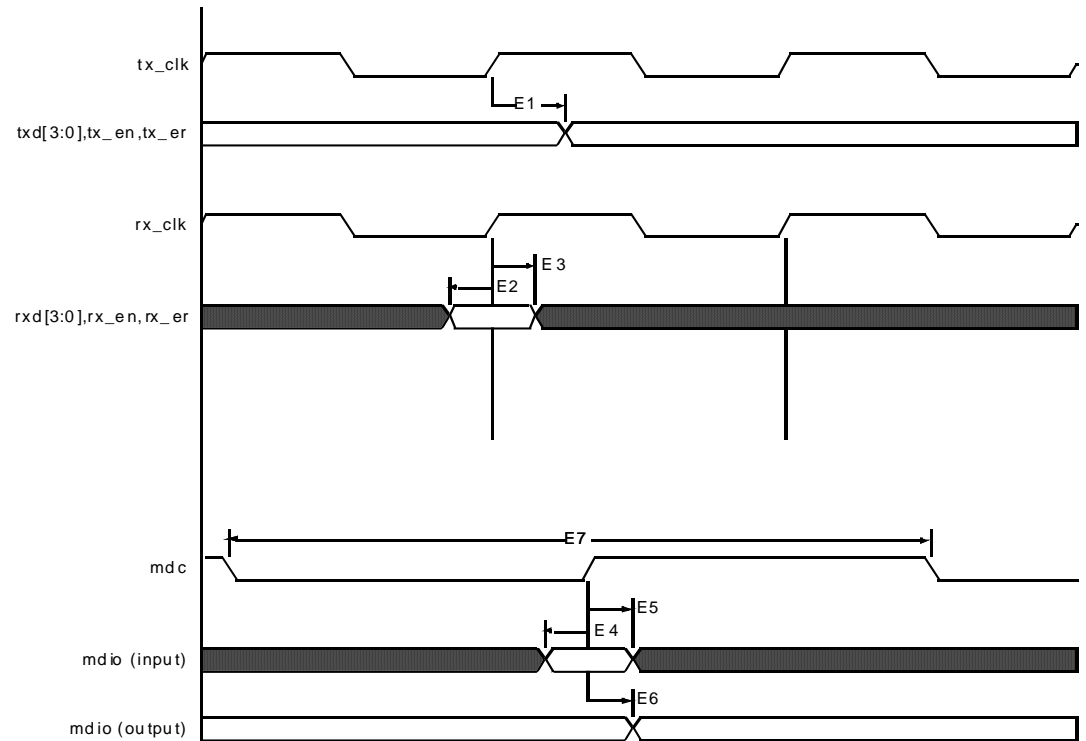 tx_clk
E1
txd[3:0],tx_en,tx_er
rx_clk
E3
E2
rxd[3:0],rx_en,rx_er
E7
mdc
E5
E4
mdio (input)
E6
mdio (output)